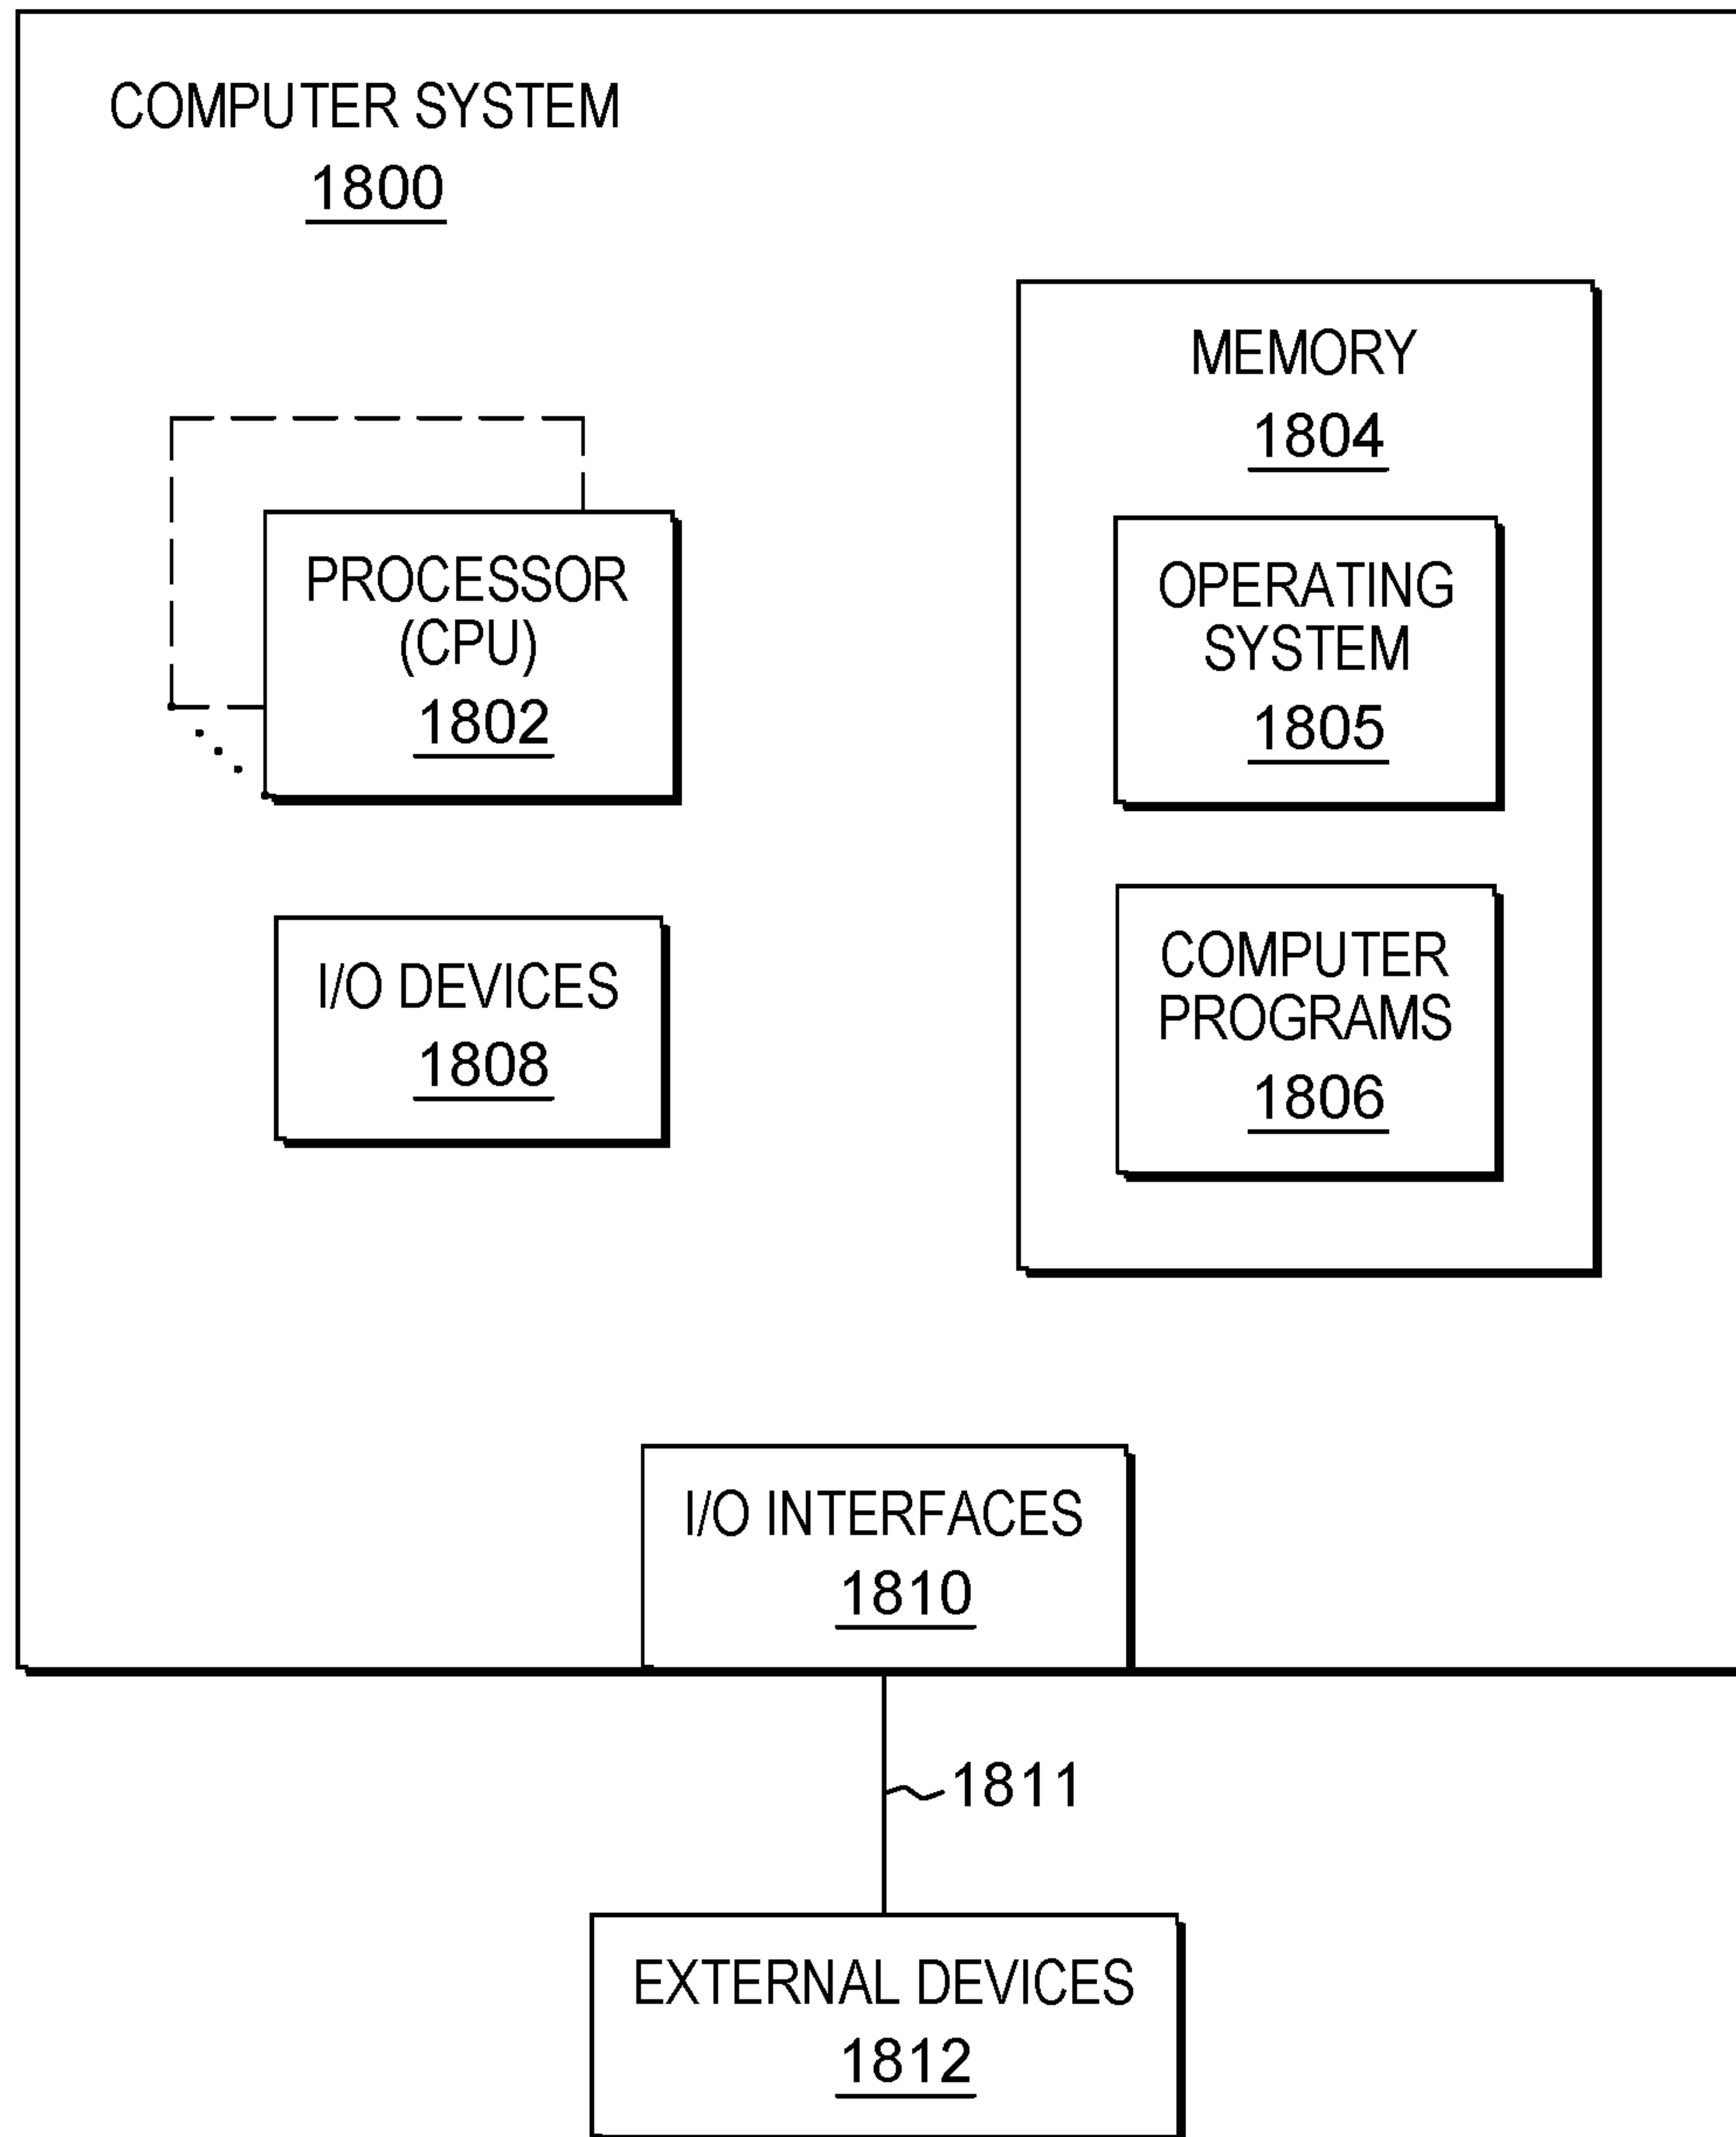 COMPUTER SYSTEM
1800
MEMORY
1804
PROCESSOR
(CPU)
1802
OPERATING
SYSTEM
1805
I/O DEVICES
1808
COMPUTER
PROGRAMS
1806
I/O INTERFACES
1810
1811
EXTERNAL DEVICES
1812